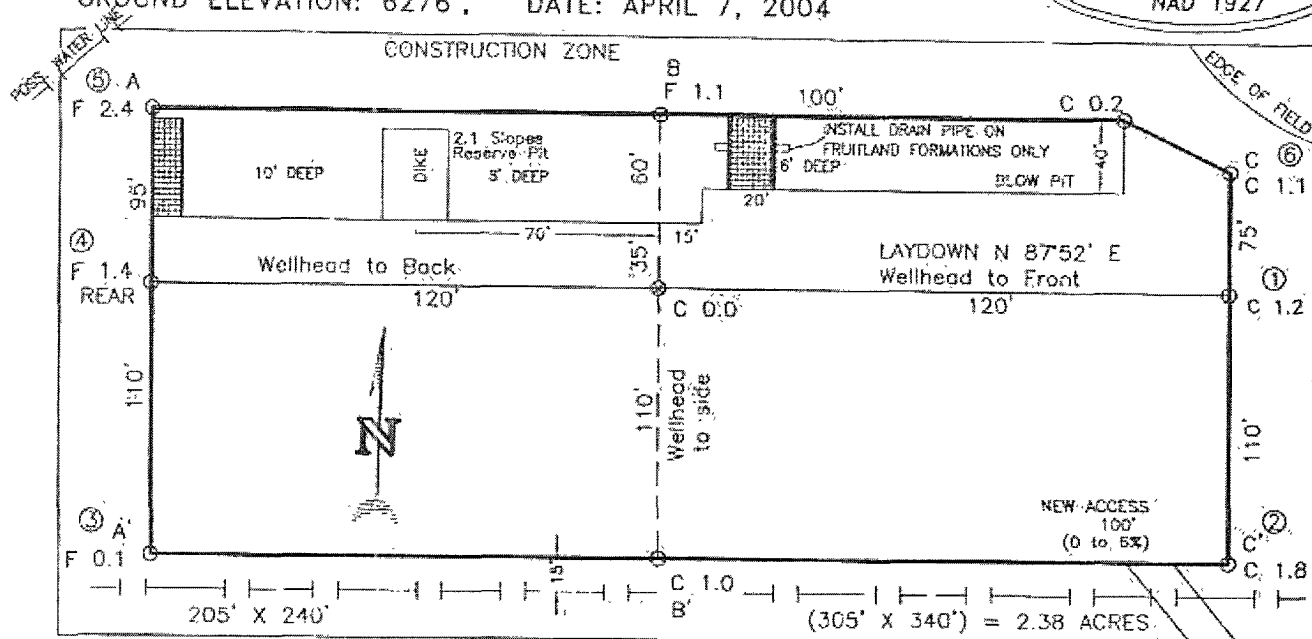 GROUND ELEVATION: 6276', DATE: APRIL 7, 2004
NAD 1927
POSS WATER LINE
CONSTRUCTION ZONE
EDGE OF FIELD
⑤ A
F 2.4
B
F 1.1
100'
C 0.2
C ⑥
C 1.1
10' DEEP
DIKE
2.1 Slopes
Reserve Pit
DEEP
60'
INSTALL DRAIN PIPE ON
FRUITLAND FORMATIONS ONLY
6' DEEP
BLOW PIT
40'
20'
95'
70'
15'
35'
75'
④
F 1.4
REAR
Wellhead to Back
120'
C 0.0
LAYDOWN N 87°52' E
Wellhead to Front
120'
①
C 1.2
110'
N
110'
Wellhead
to side
110'
NEW ACCESS
100'
(0 to 5%)
③ A'
F 0.1
②
C'
C 1.8
15'
C 1.0
B'
205' X 240'
(305' X 340') = 2.38 ACRES